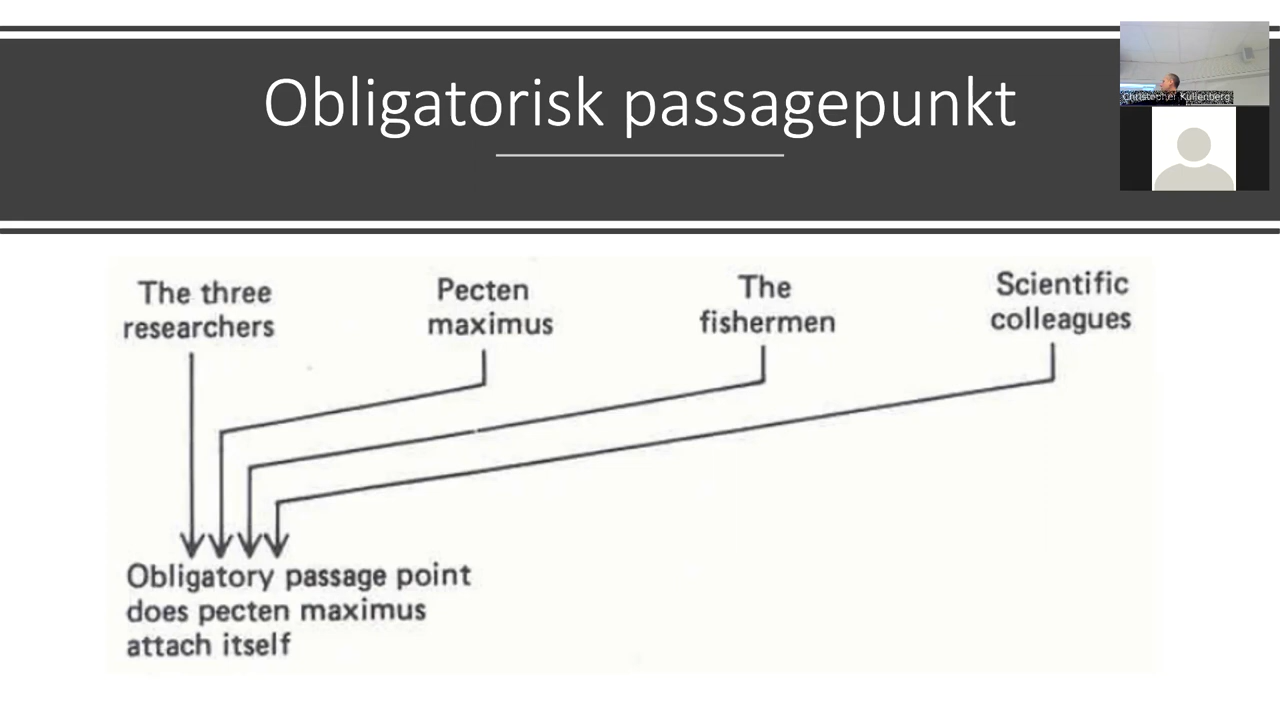 Obligatorisk passagepunkt
Christopher Kullenberg
The three
researchers
Pecten
maximus
The
fishermen
Scientific
colleagues
Obligatory passage point
does pecten maximus
attach itself